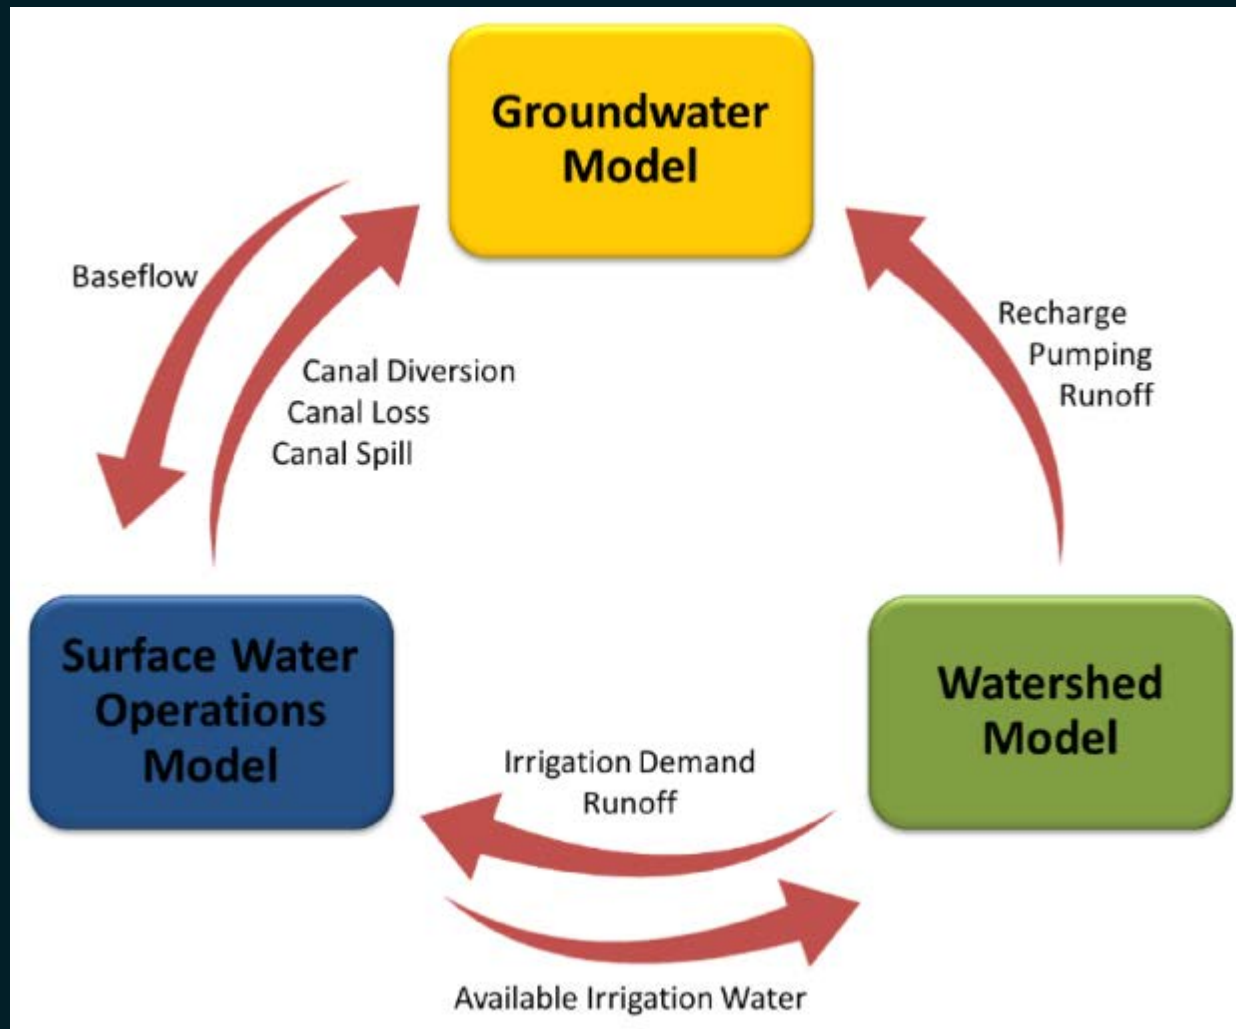 Groundwater
Model
Baseflow
Canal Diversion
Canal Loss
Canal Spill
Recharge
Pumping
Runoff
Surface Water
Operations
Model
Watershed
Model
Irrigation Demand
Runoff
Available Irrigation Water